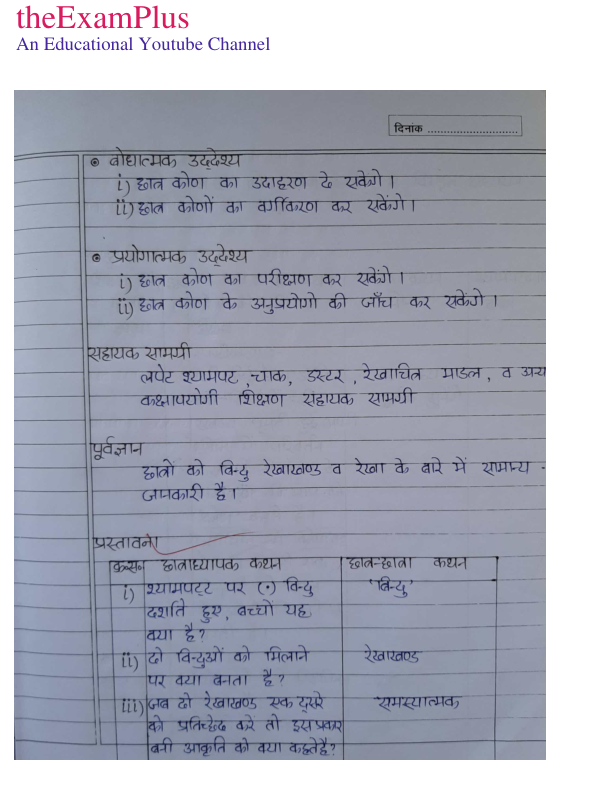 theExamPlus
An Educational Youtube Channel
दिनांक ............................
बोधात्मक उद्देश्य
i) छात्र कोण का उदाहरण दे सकेगे।
ii) छात्र कोणों का वर्गीकरण कर सकेंगे।
प्रयोगात्मक उद्देश्य
i) छात्र कोण का परीक्षण कर सकेंगे।
ii) छात्र कोण के अनुप्रयोगो की जाँच कर सकेंगे।
सहायक सामग्री
लपेट श्यामपट, चाक, डस्टर, रेखाचित्र माडल, व अन्य
कक्षापयोगी शिक्षण सहायक सामग्री
पूर्वज्ञान
छात्रों को बिन्दु रेखाखण्ड व रेखा के बारे में सामान्य -
जानकारी है।
प्रस्तावना
क्र०सं० छात्राध्यापक कथन छात्र-छात्रा कथन
i) श्यामपट्ट पर (•) बिन्दु 'बिन्दु'
दर्शाते हुए, बच्चों यह
क्या है?
ii) दो बिन्दुओं को मिलाने रेखाखण्ड
पर क्या बनता है?
iii) जब दो रेखाखण्ड एक दूसरे समस्यात्मक
को प्रतिच्छेद करे तो इस प्रकार
बनी आकृति को क्या कहते है?